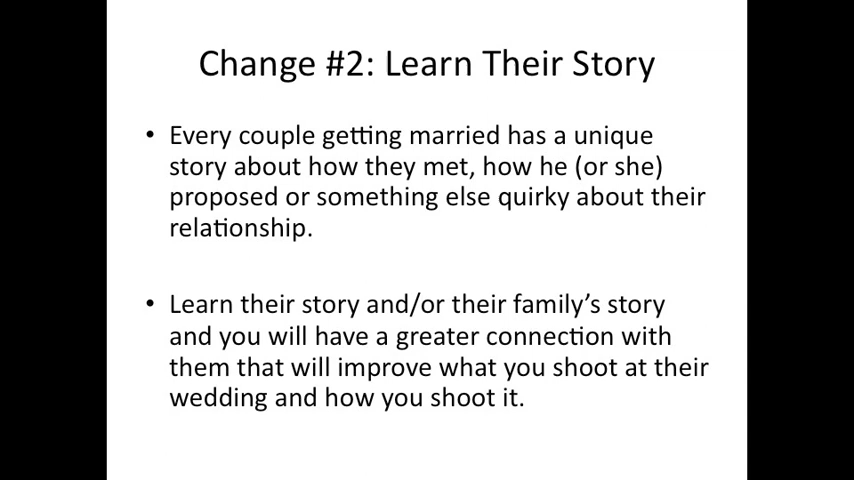 Change #2: Learn Their Story
• Every couple getting married has a unique
story about how they met, how he (or she)
proposed or something else quirky about their
relationship.
• Learn their story and/or their family’s story
and you will have a greater connection with
them that will improve what you shoot at their
wedding and how you shoot it.